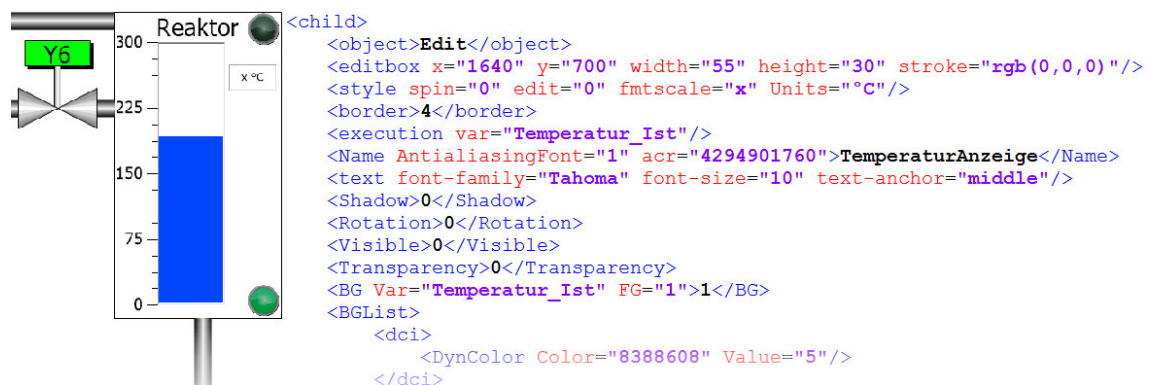 Reaktor
Y6
300
x °C
225
150
75
0
<child>
<object>Edit</object>
<editbox x="1640" y="700" width="55" height="30" stroke="rgb(0,0,0)"/>
<style spin="0" edit="0" fmtscale="x" Units="°C"/>
<border>4</border>
<execution var="Temperatur_Ist"/>
<Name AntialiasingFont="1" acr="4294901760">TemperaturAnzeige</Name>
<text font-family="Tahoma" font-size="10" text-anchor="middle"/>
<Shadow>0</Shadow>
<Rotation>0</Rotation>
<Visible>0</Visible>
<Transparency>0</Transparency>
<BG Var="Temperatur_Ist" FG="1">1</BG>
<BGList>
<dci>
<DynColor Color="8388608" Value="5"/>
</dci>